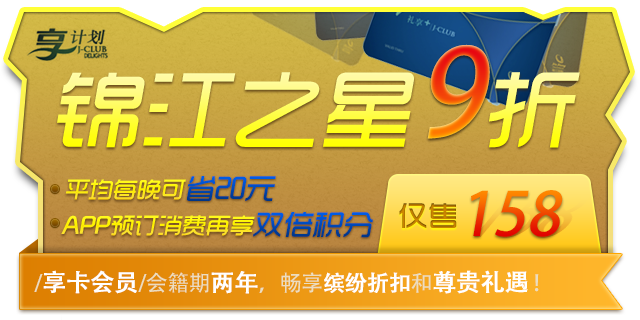 享计划
J-CLUB
DELIGHTS
礼享+ J-CLUB
锦江之星9折
平均每晚可省20元
APP预订消费再享双倍积分
仅售158
/享卡会员/会籍期两年，畅享缤纷折扣和尊贵礼遇！